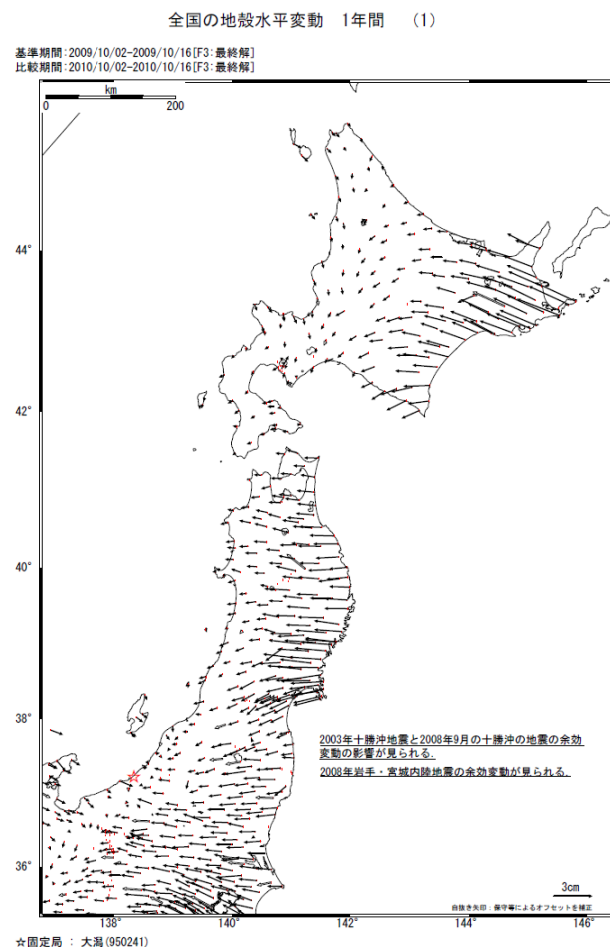 全国の地殻水平変動 1年間 (1)
基準期間:2009/10/02-2009/10/16[F3:最終解]
比較期間:2010/10/02-2010/10/16[F3:最終解]
km
0 200
44°
42°
40°
38°
2003年十勝沖地震と2008年9月の十勝沖の地震の余効
変動の影響が見られる.
2008年岩手・宮城内陸地震の余効変動が見られる.
36°
3cm
白抜き矢印:保守等によるオフセットを補正
138° 140° 142° 144° 146°
☆固定局 : 大潟(950241)